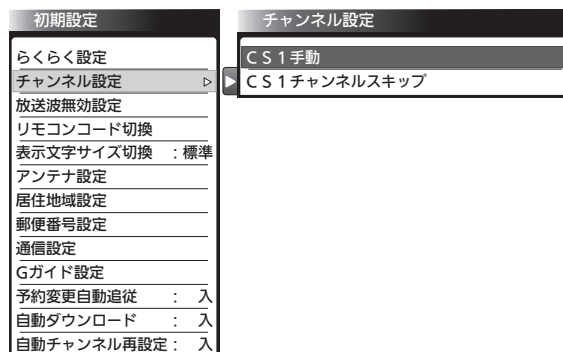 初期設定
らくらく設定
チャンネル設定
放送波無効設定
リモコンコード切換
表示文字サイズ切換 ：標準
アンテナ設定
居住地域設定
郵便番号設定
通信設定
Gガイド設定
予約変更自動追従 ： 入
自動ダウンロード ： 入
自動チャンネル再設定： 入
チャンネル設定
ＣＳ１手動
ＣＳ１チャンネルスキップ